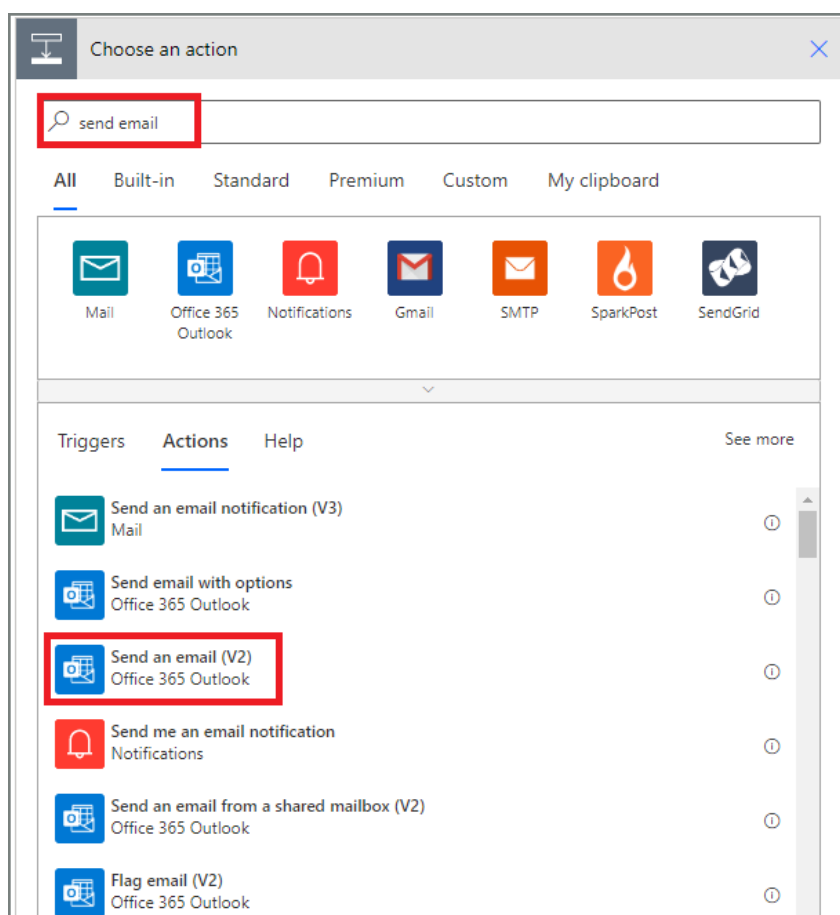 Choose an action
send email
All Built-in Standard Premium Custom My clipboard
Mail Office 365 Outlook Notifications Gmail SMTP SparkPost SendGrid
Triggers Actions Help See more
Send an email notification (V3)
Mail
Send email with options
Office 365 Outlook
Send an email (V2)
Office 365 Outlook
Send me an email notification
Notifications
Send an email from a shared mailbox (V2)
Office 365 Outlook
Flag email (V2)
Office 365 Outlook